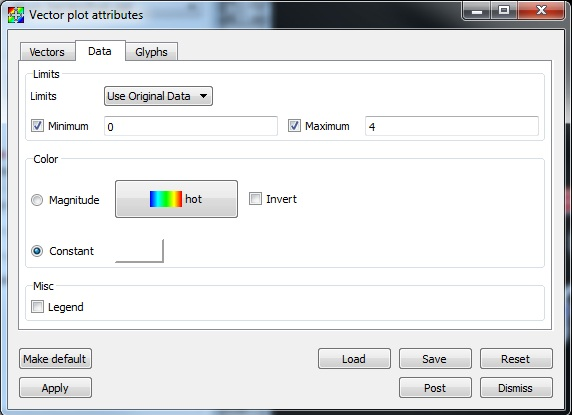 Vector plot attributes
Vectors Data Glyphs
Limits
Limits Use Original Data
Minimum 0 Maximum 4
Color
Magnitude hot Invert
Constant
Misc
Legend
Make default Load Save Reset
Apply Post Dismiss